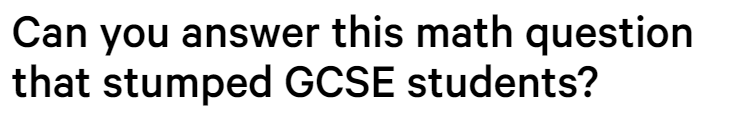 Can you answer this math question
that stumped GCSE students?